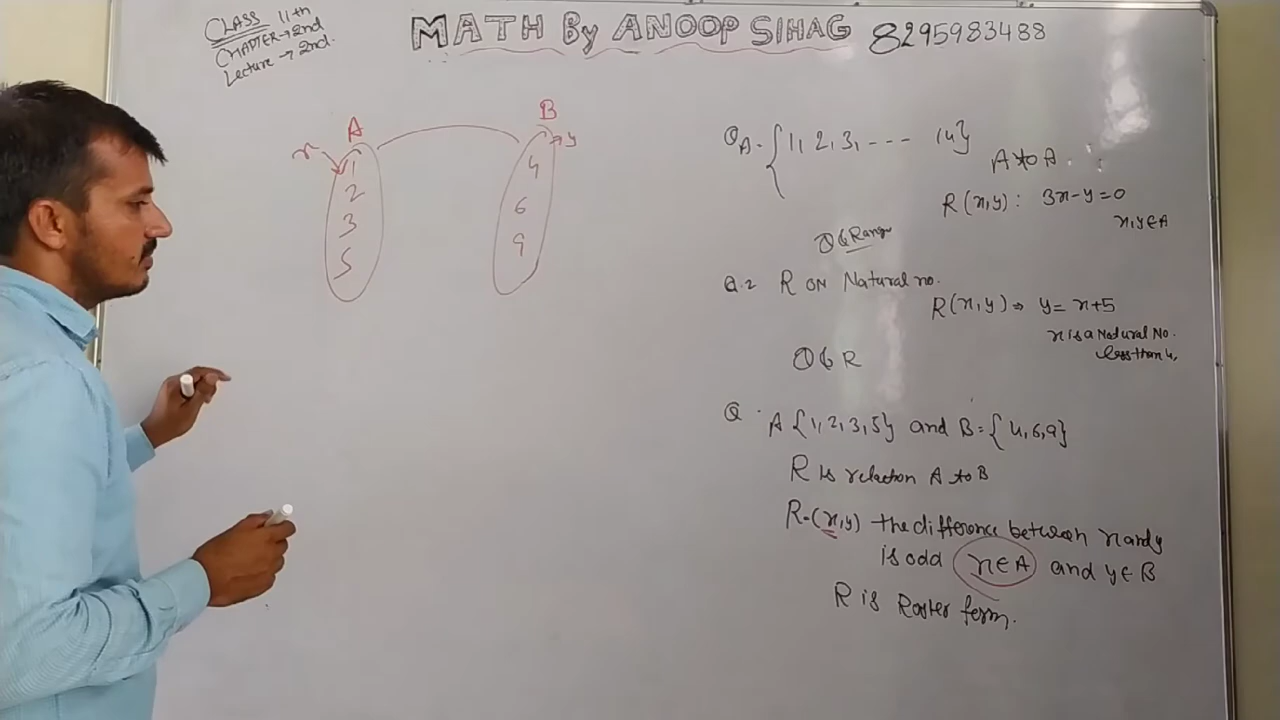 CLASS 11th
CHAPTER → 2nd
Lecture → 2nd.
MATH By ANOOP SIHAG 8295983488
A
B
x
y
1
2
3
5
4
6
9
Q A = { 1, 2, 3, --- 14}
A to A
R (x, y) : 3x - y = 0
x, y ∈ A
Range
Q.2 R ON Natural no.
R (x, y) ⇒ y = x+5
x is a Natural No.
less than 4,
R
Q. A {1, 2, 3, 5} and B = { 4, 6, 9}
R is relation A to B
R = (x, y) the difference between x and y
is odd x ∈ A and y ∈ B
R is Roster form.